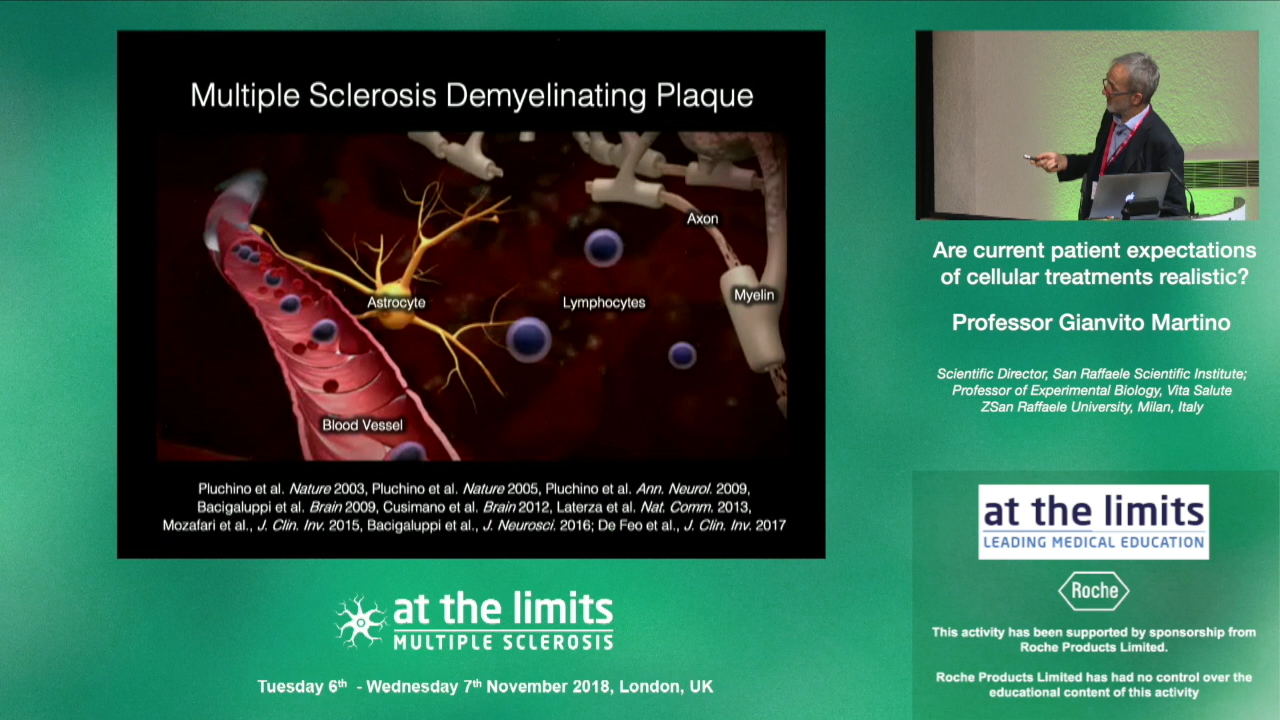 Multiple Sclerosis Demyelinating Plaque
Axon
Astrocyte
Lymphocytes
Myelin
Blood Vessel
Pluchino et al. Nature 2003, Pluchino et al. Nature 2005, Pluchino et al. Ann. Neurol. 2009,
Bacigaluppi et al. Brain 2009, Cusimano et al. Brain 2012, Laterza et al. Nat. Comm. 2013,
Mozafari et al., J. Clin. Inv. 2015, Bacigaluppi et al., J. Neurosci. 2016; De Feo et al., J. Clin. Inv. 2017
at the limits
MULTIPLE SCLEROSIS
Tuesday 6th - Wednesday 7th November 2018, London, UK
Are current patient expectations
of cellular treatments realistic?
Professor Gianvito Martino
Scientific Director, San Raffaele Scientific Institute;
Professor of Experimental Biology, Vita Salute
ZSan Raffaele University, Milan, Italy
at the limits
LEADING MEDICAL EDUCATION
Roche
This activity has been supported by sponsorship from
Roche Products Limited.
Roche Products Limited has had no control over the
educational content of this activity